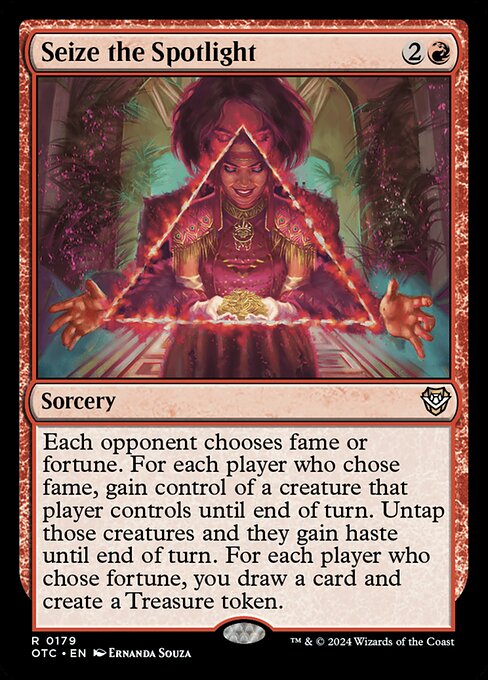 Seize the Spotlight 2
Sorcery
Each opponent chooses fame or
fortune. For each player who chose
fame, gain control of a creature that
player controls until end of turn. Untap
those creatures and they gain haste
until end of turn. For each player who
chose fortune, you draw a card and
create a Treasure token.
R 0179 ™ & © 2024 Wizards of the Coast
OTC • EN Ernanda Souza